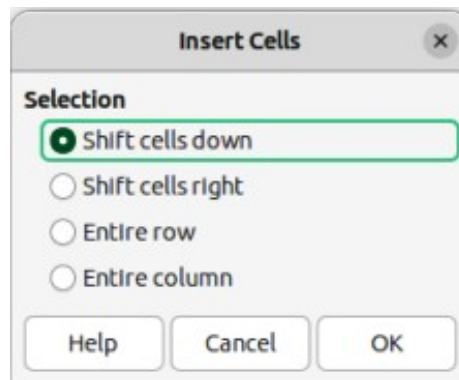 Insert Cells
Selection
Shift cells down
Shift cells right
Entire row
Entire column
Help Cancel OK